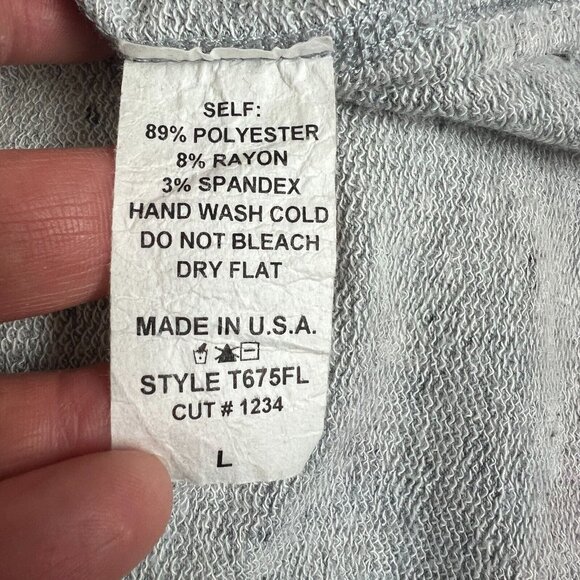 SELF:
89% POLYESTER
8% RAYON
3% SPANDEX
HAND WASH COLD
DO NOT BLEACH
DRY FLAT
MADE IN U.S.A.
STYLE T675FL
CUT # 1234
L